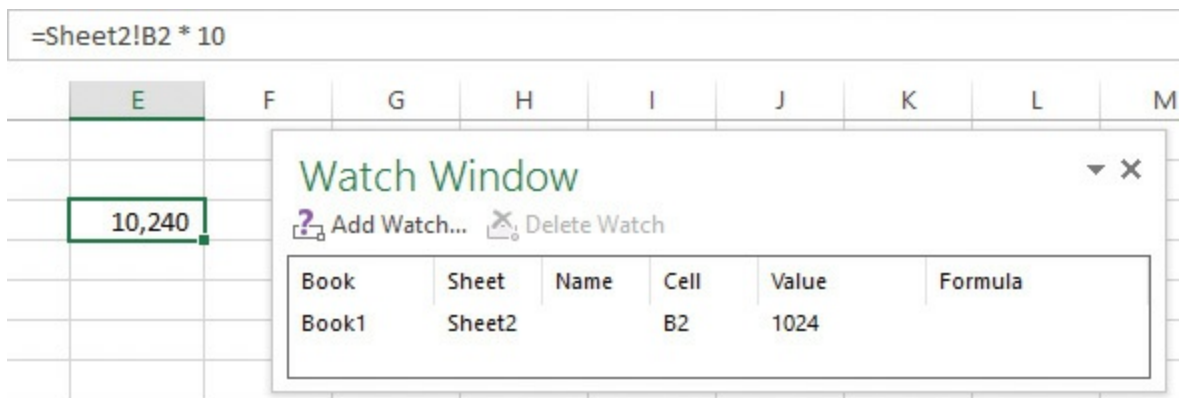 =Sheet2!B2 * 10
E F G H I J K L M
Watch Window
10,240 Add Watch... Delete Watch
Book Sheet Name Cell Value Formula
Book1 Sheet2 B2 1024